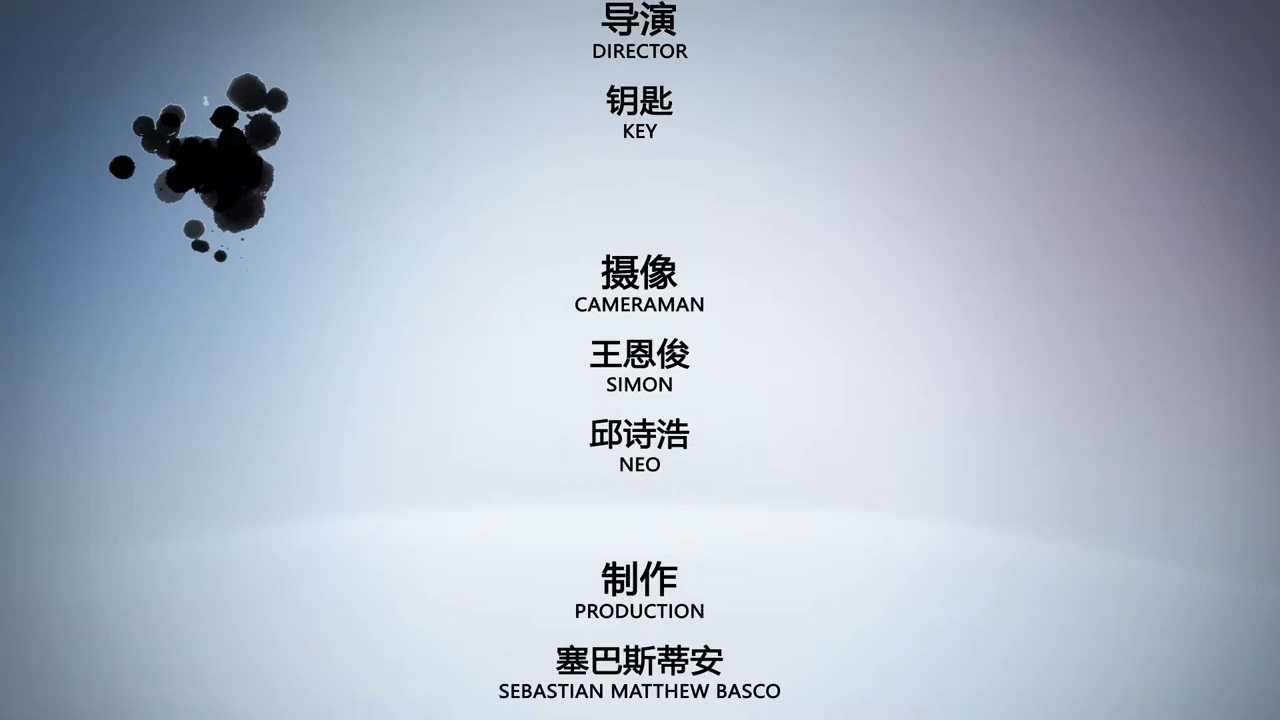 导演
DIRECTOR
钥匙
KEY
摄像
CAMERAMAN
王恩俊
SIMON
邱诗浩
NEO
制作
PRODUCTION
塞巴斯蒂安
SEBASTIAN MATTHEW BASCO